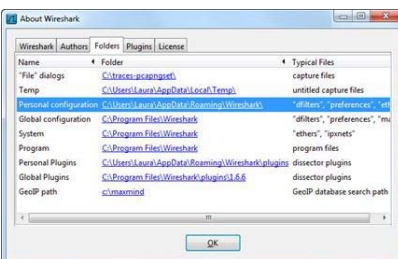 About Wireshark
Wireshark Authors Folders Plugins License
Name Folder Typical Files
"File" dialogs C:\traces-pcapngset\ capture files
Temp C:\Users\Laura\AppData\Local\Temp\ untitled capture files
Personal configuration C:\Users\Laura\AppData\Roaming\Wireshark\ "dfilters", "preferences", "eth
Global configuration C:\Program Files\Wireshark "dfilters", "preferences", "ma
System C:\Program Files\Wireshark "ethers", "ipxnets"
Program C:\Program Files\Wireshark program files
Personal Plugins C:\Users\Laura\AppData\Roaming\Wireshark\plugins dissector plugins
Global Plugins C:\Program Files\Wireshark\plugins\1.6.6 dissector plugins
GeoIP path c:\maxmind GeoIP database search path
OK